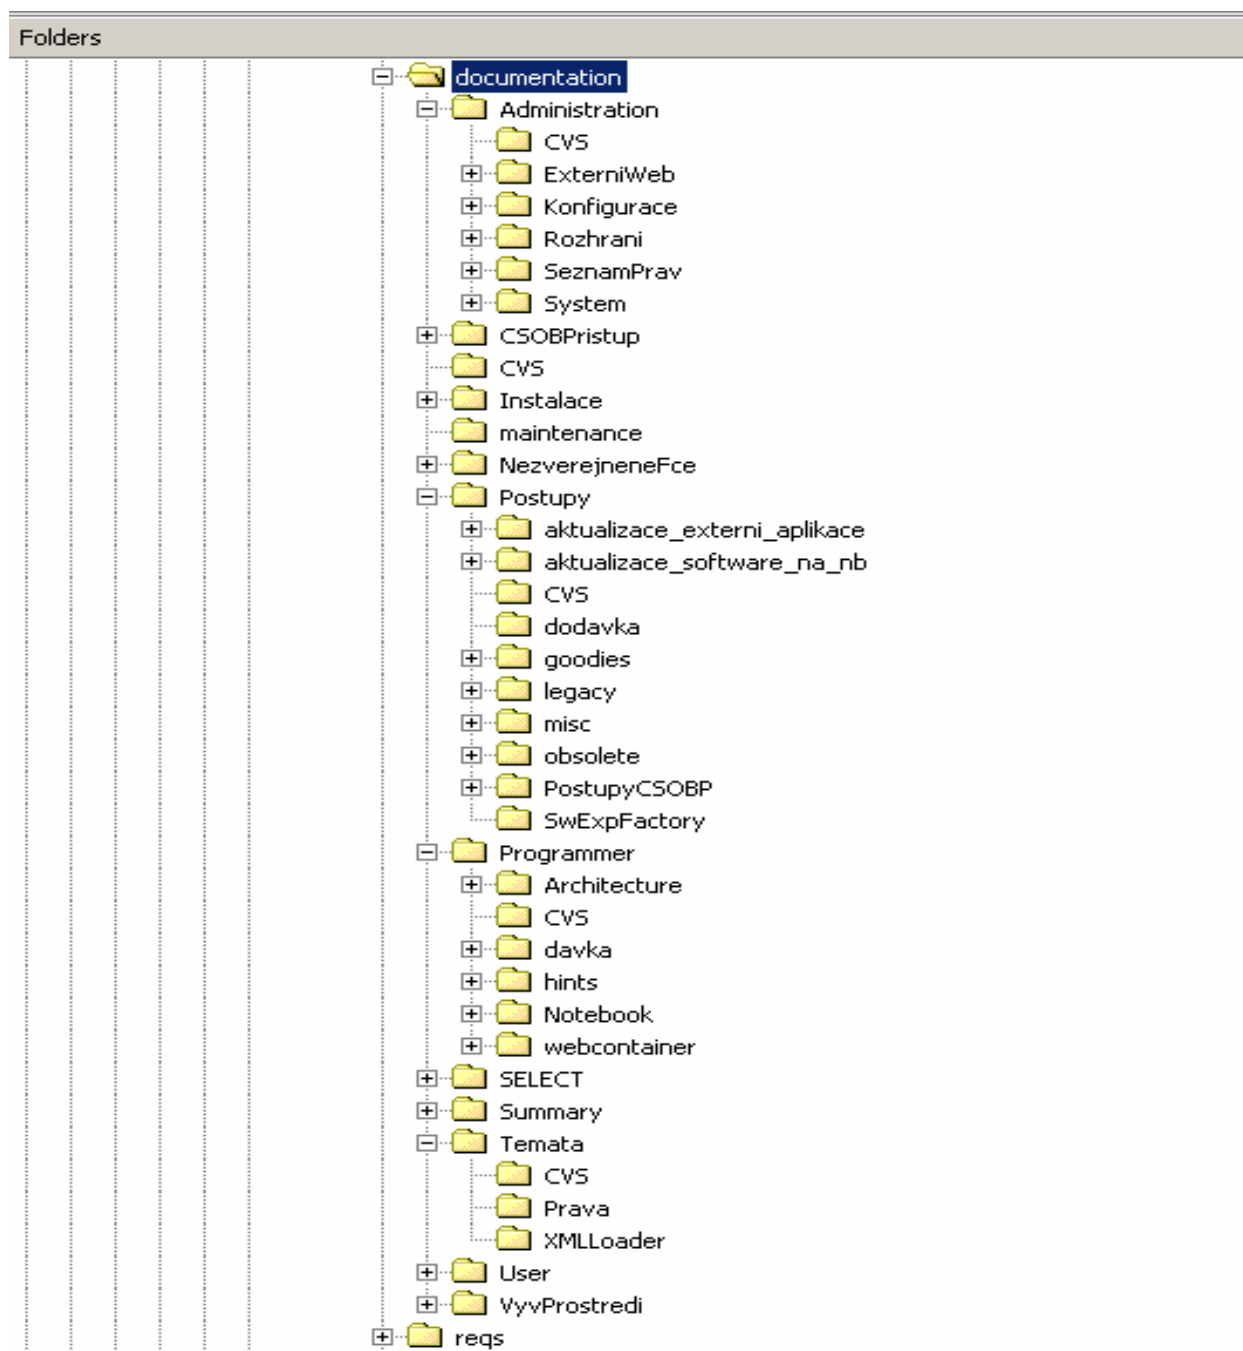 Folders
documentation
Administration
CVS
ExterniWeb
Konfigurace
Rozhrani
SeznamPrav
System
CSOBPristup
CVS
Instalace
maintenance
NezverejneneFce
Postupy
aktualizace_externi_aplikace
aktualizace_software_na_nb
CVS
dodavka
goodies
legacy
misc
obsolete
PostupyCSOBP
SwExpFactory
Programmer
Architecture
CVS
davka
hints
Notebook
webcontainer
SELECT
Summary
Temata
CVS
Prava
XMLLoader
User
VyvProstredi
reqs